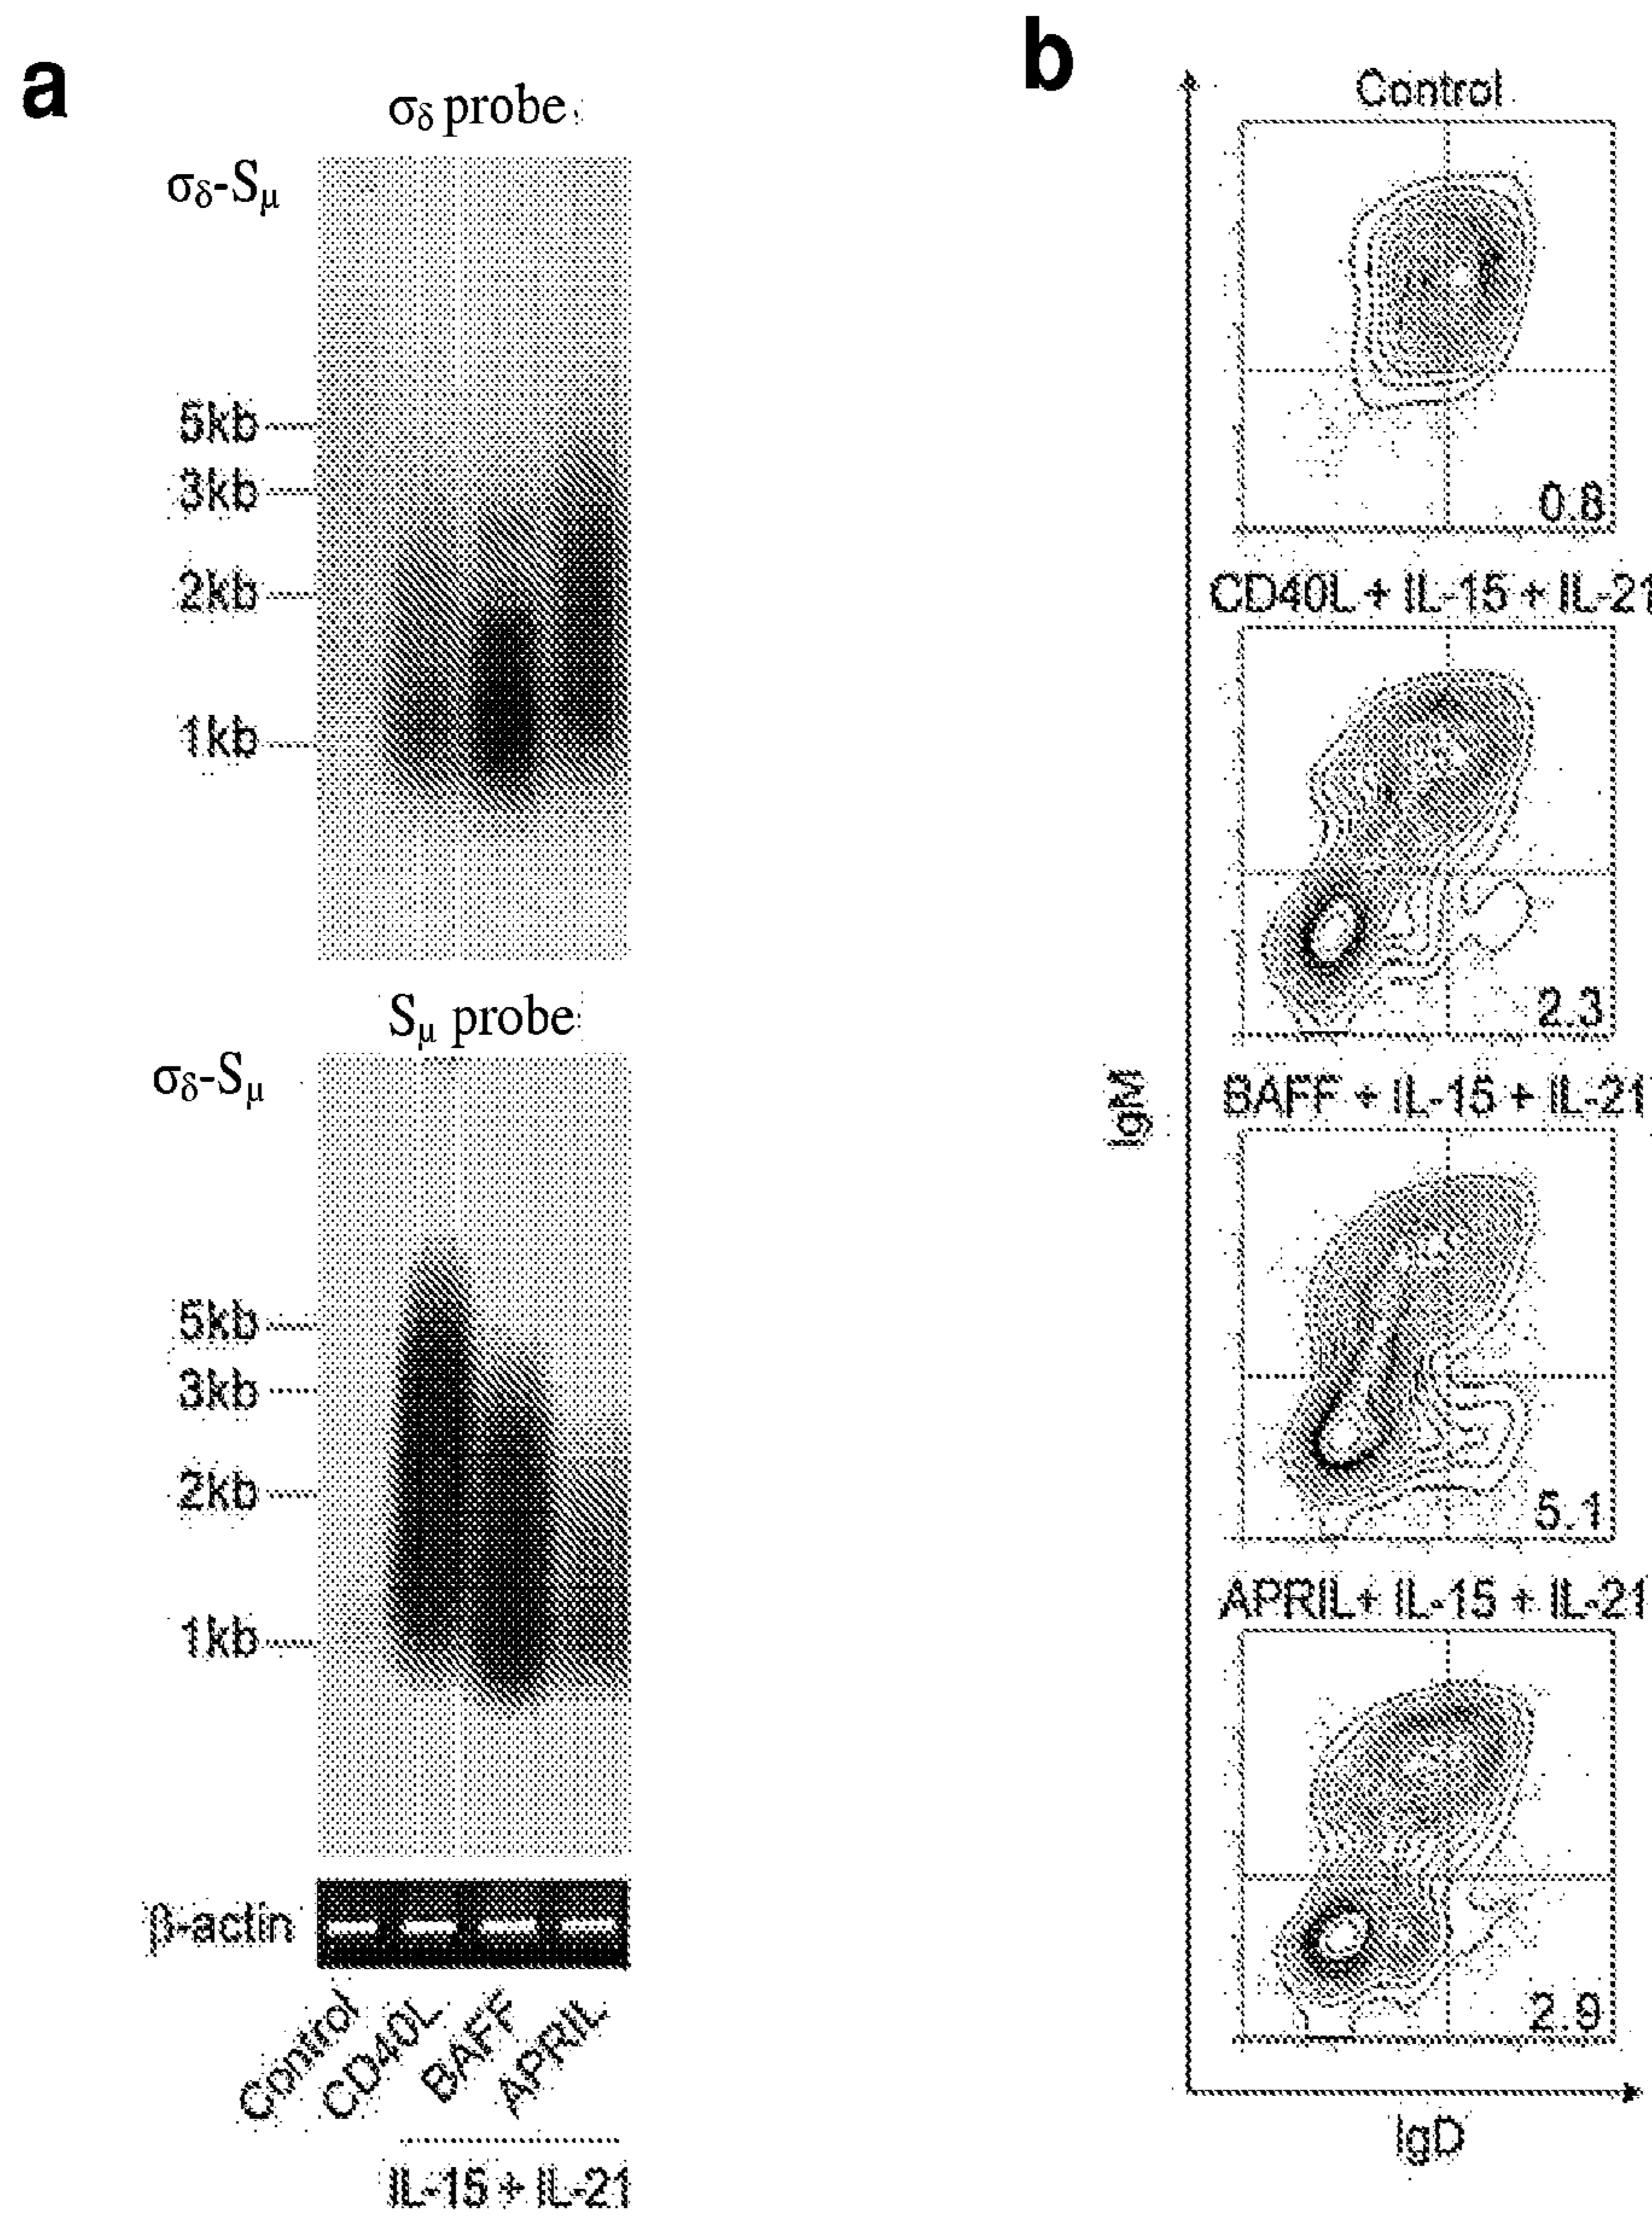 a
σδ probe
σδ-Sμ
5kb
3kb
2kb
1kb
Sμ probe
σδ-Sμ
5kb
3kb
2kb
1kb
β-actin
Control
CD40L
BAFF
APRIL
IL-15 + IL-21
b
Control
0.8
CD40L + IL-15 + IL-21
2.3
BAFF + IL-15 + IL-21
5.1
APRIL+ IL-15 + IL-21
2.9
IgM
IgD